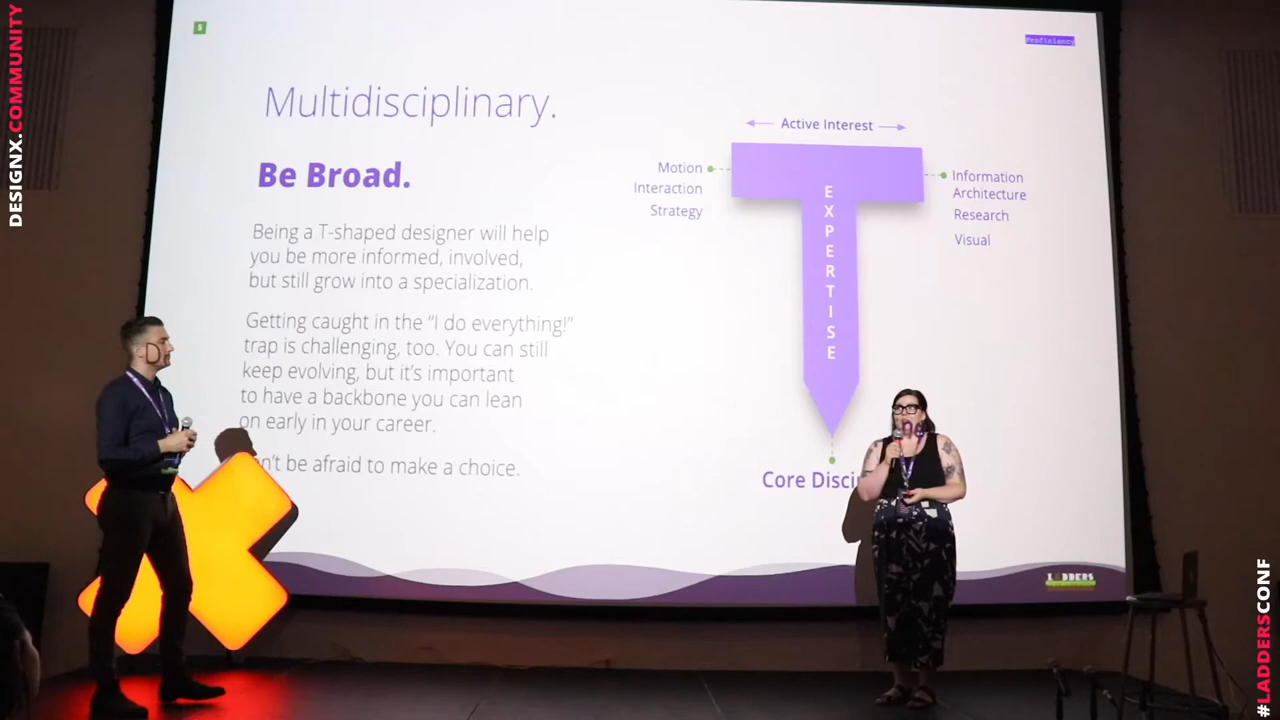 DESIGNX.COMMUNITY
5
Proficiency
Multidisciplinary.
Be Broad.
Being a T-shaped designer will help
you be more informed, involved,
but still grow into a specialization.
Getting caught in the “I do everything!”
trap is challenging, too. You can still
keep evolving, but it’s important
to have a backbone you can lean
on early in your career.
n’t be afraid to make a choice.
Active Interest
Motion
Interaction
Strategy
EXPERTISE
Information
Architecture
Research
Visual
Core Disci
LADDERS
#LADDERSCONF